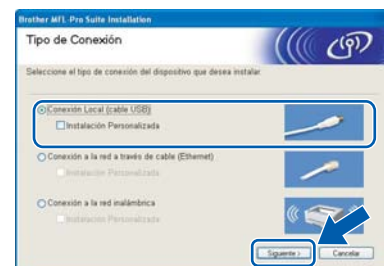 Brother MFL-Pro Suite Installation
Tipo de Conexión
Seleccione el tipo de conexión del dispositivo que desea instalar.
Conexión Local (cable USB)
Instalación Personalizada
Conexión a la red a través de cable (Ethernet)
Instalación Personalizada
Conexión a la red inalámbrica
Instalación Personalizada
Siguiente > Cancelar